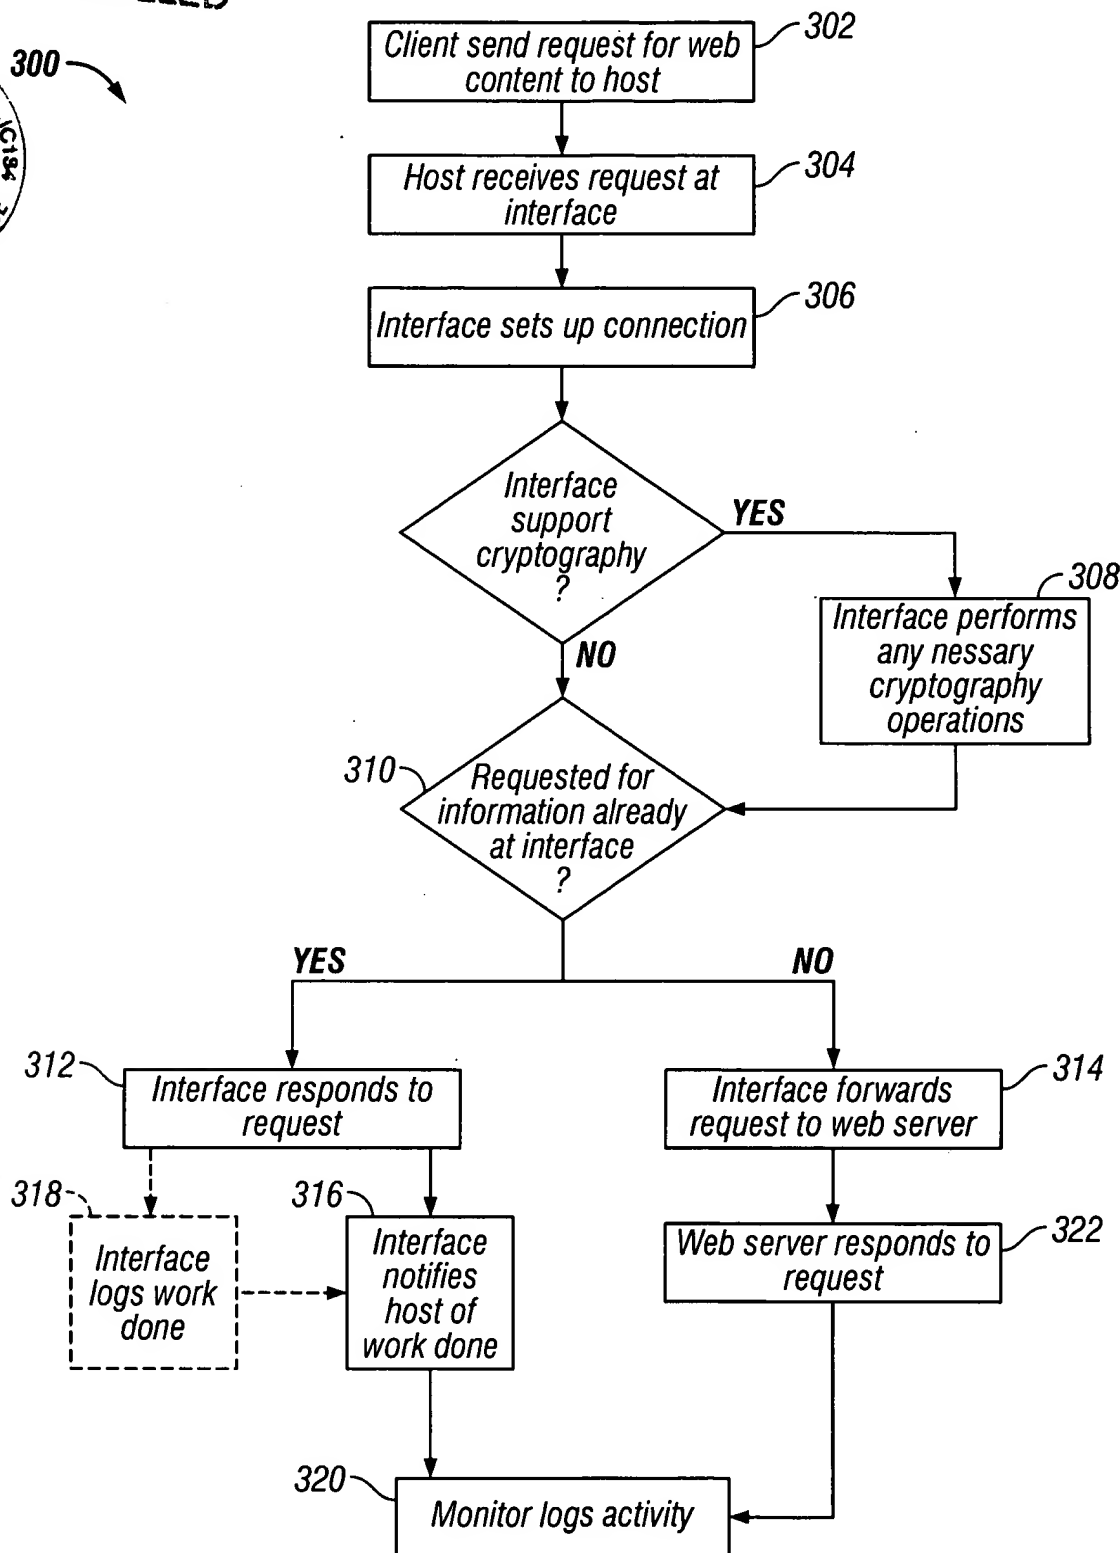 300
302
Client send request for web
content to host
304
Host receives request at
interface
306
Interface sets up connection
Interface
support
cryptography
?
YES
NO
308
Interface performs
any nessary
cryptography
operations
310
Requested for
information already
at interface
?
YES
NO
312
Interface responds to
request
314
Interface forwards
request to web server
318
Interface
logs work
done
316
Interface
notifies
host of
work done
322
Web server responds to
request
320
Monitor logs activity